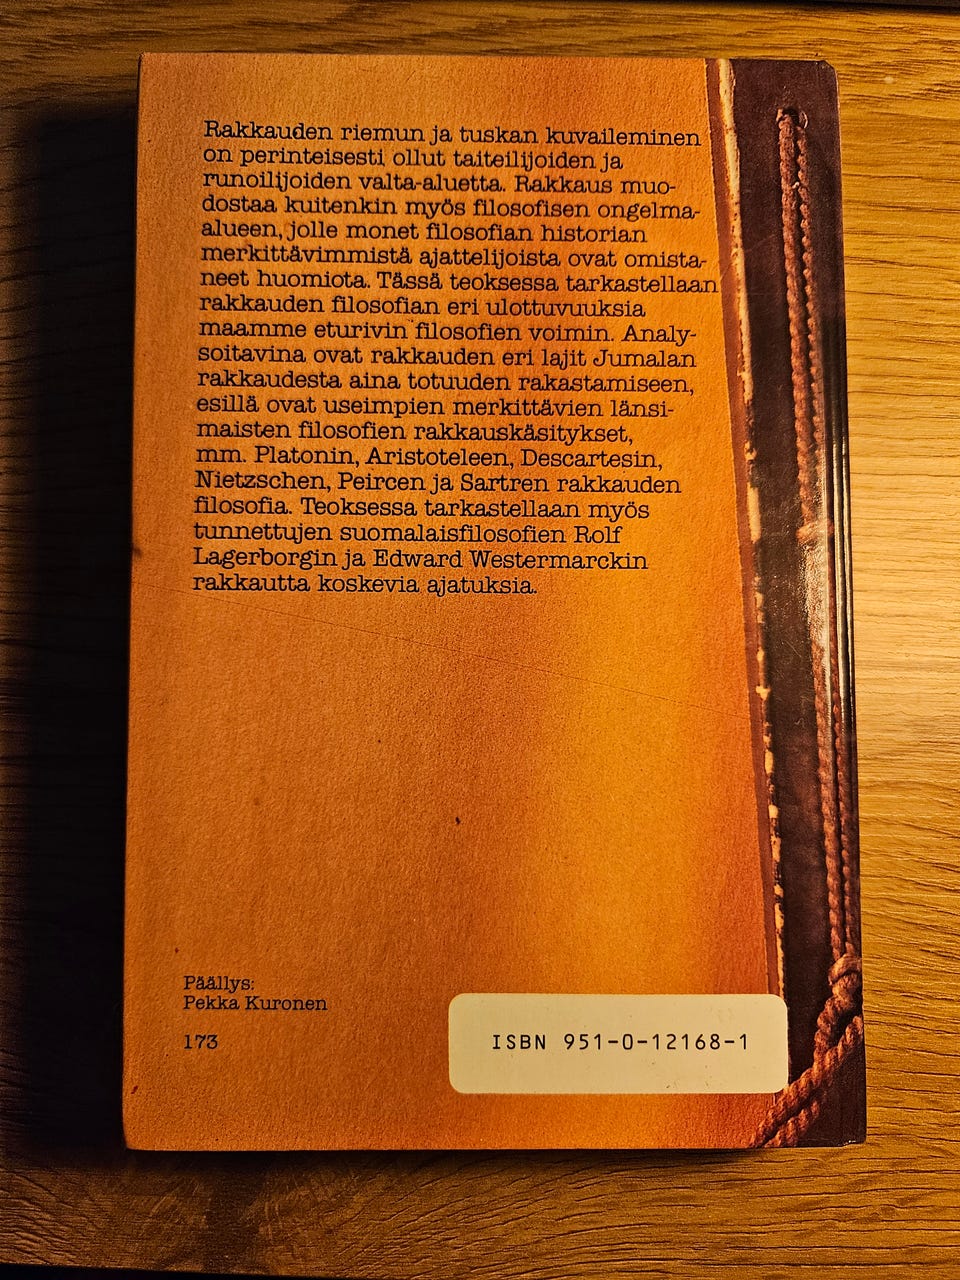 Rakkauden riemun ja tuskan kuvaileminen
on perinteisesti ollut taiteilijoiden ja
runoilijoiden valta-aluetta. Rakkaus muo-
dostaa kuitenkin myös filosofisen ongelma-
alueen, jolle monet filosofian historian
merkittävimmistä ajattelijoista ovat omista-
neet huomiota. Tässä teoksessa tarkastellaan
rakkauden filosofian eri ulottuvuuksia
maamme eturivin filosofien voimin. Analy-
soitavina ovat rakkauden eri lajit Jumalan
rakkaudesta aina totuuden rakastamiseen,
esillä ovat useimpien merkittävien länsi-
maisten filosofien rakkauskäsitykset,
mm. Platonin, Aristoteleen, Descartesin,
Nietzschen, Peircen ja Sartren rakkauden
filosofia. Teoksessa tarkastellaan myös
tunnettujen suomalaisfilosofien Rolf
Lagerborgin ja Edward Westermarckin
rakkautta koskevia ajatuksia.
Päällys:
Pekka Kuronen
173
ISBN 951-0-12168-1